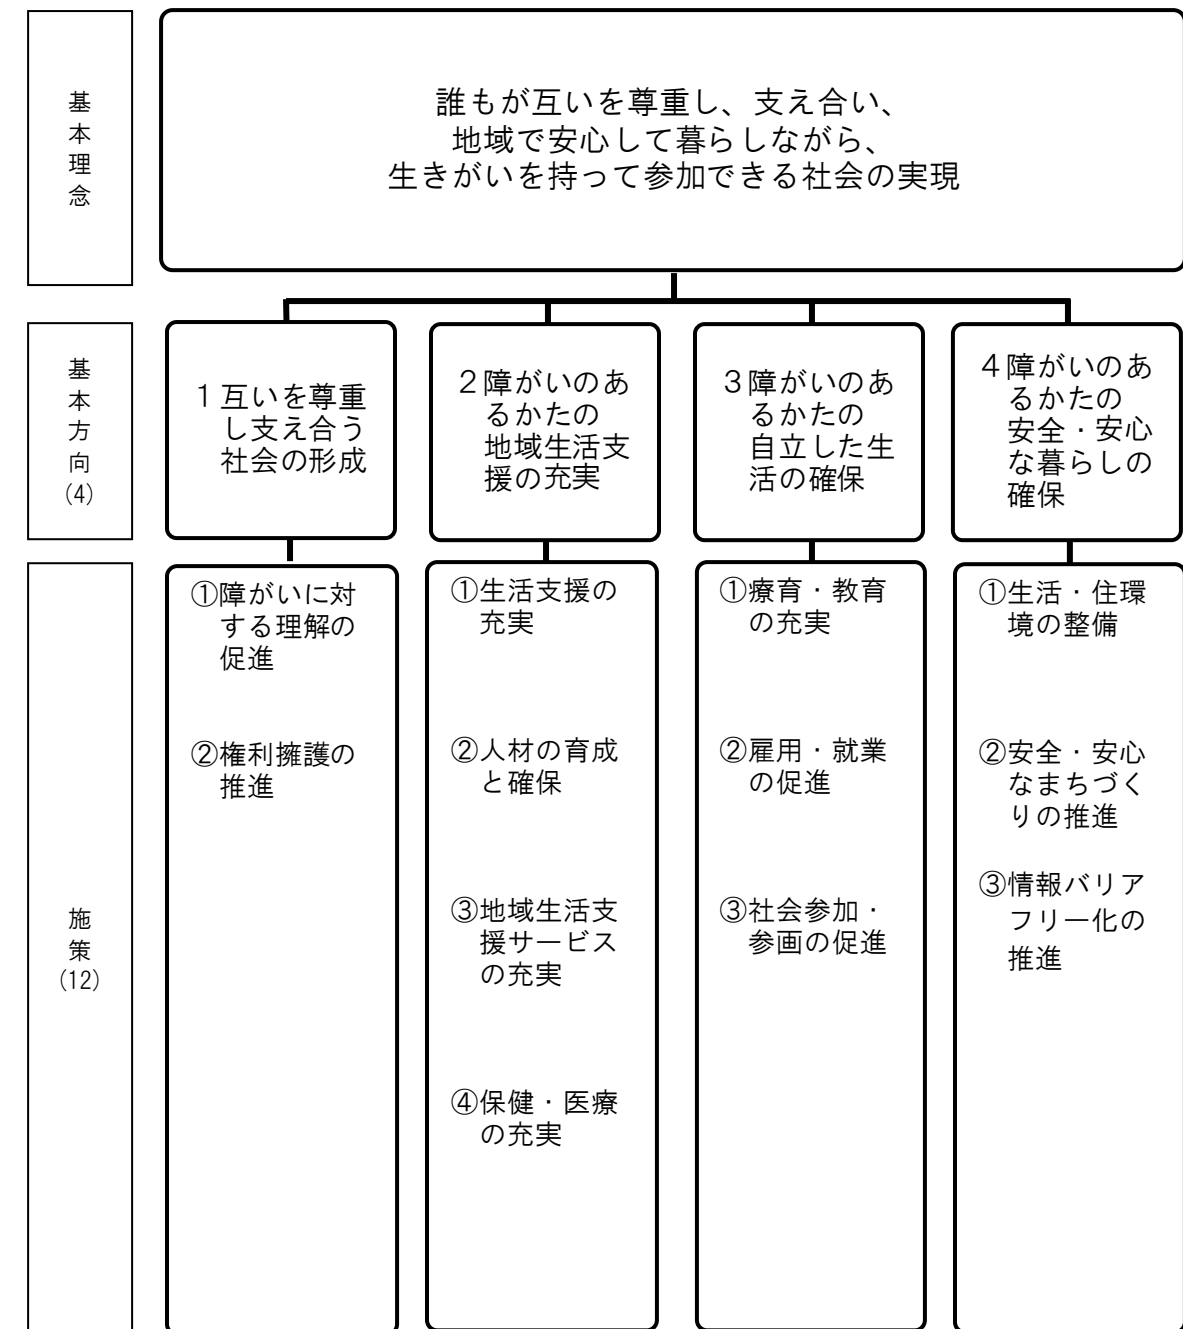 基本理念
誰もが互いを尊重し、支え合い、
地域で安心して暮らしながら、
生きがいを持って参加できる社会の実現
基本方向(4)
1互いを尊重
し支え合う
社会の形成
2障がいのあ
るかたの
地域生活支
援の充実
3障がいのあ
るかたの
自立した生
活の確保
4障がいのあ
るかたの
安全・安心
な暮らしの
確保
施策(12)
①障がいに対
する理解の
促進
②権利擁護の
推進
①生活支援の
充実
②人材の育成
と確保
③地域生活支
援サービス
の充実
④保健・医療
の充実
①療育・教育
の充実
②雇用・就業
の促進
③社会参加・
参画の促進
①生活・住環
境の整備
②安全・安心
なまちづく
りの推進
③情報バリア
フリー化の
推進